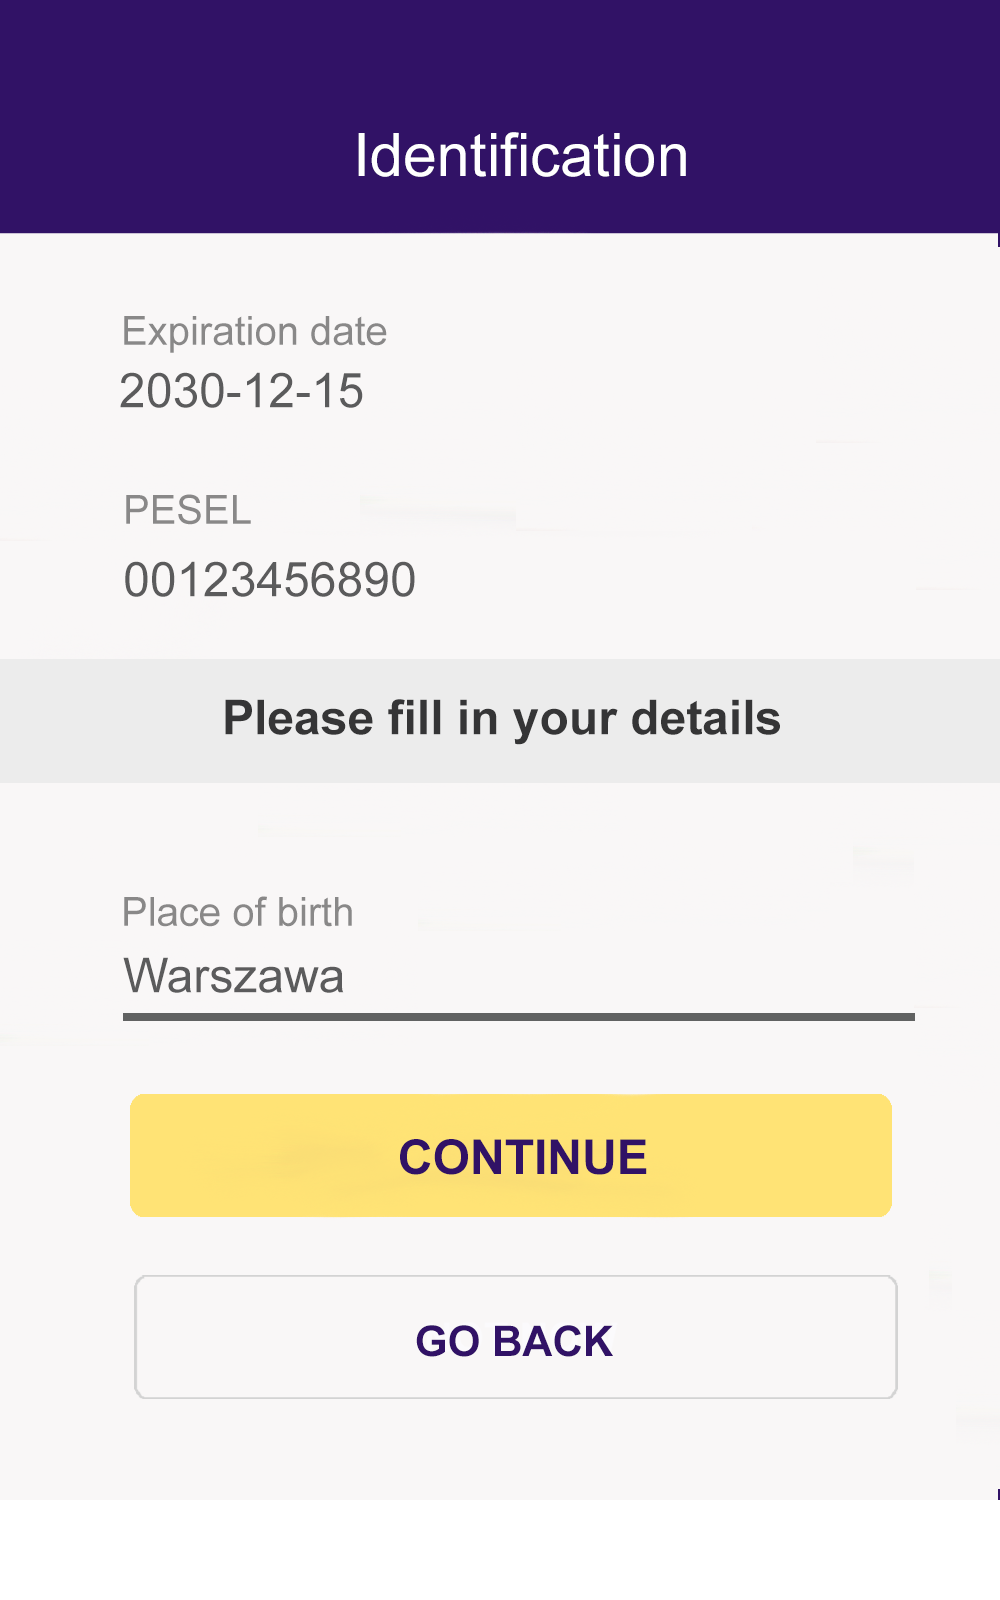 Identification
Expiration date
2030-12-15
PESEL
00123456890
Please fill in your details
Place of birth
Warszawa
CONTINUE
GO BACK